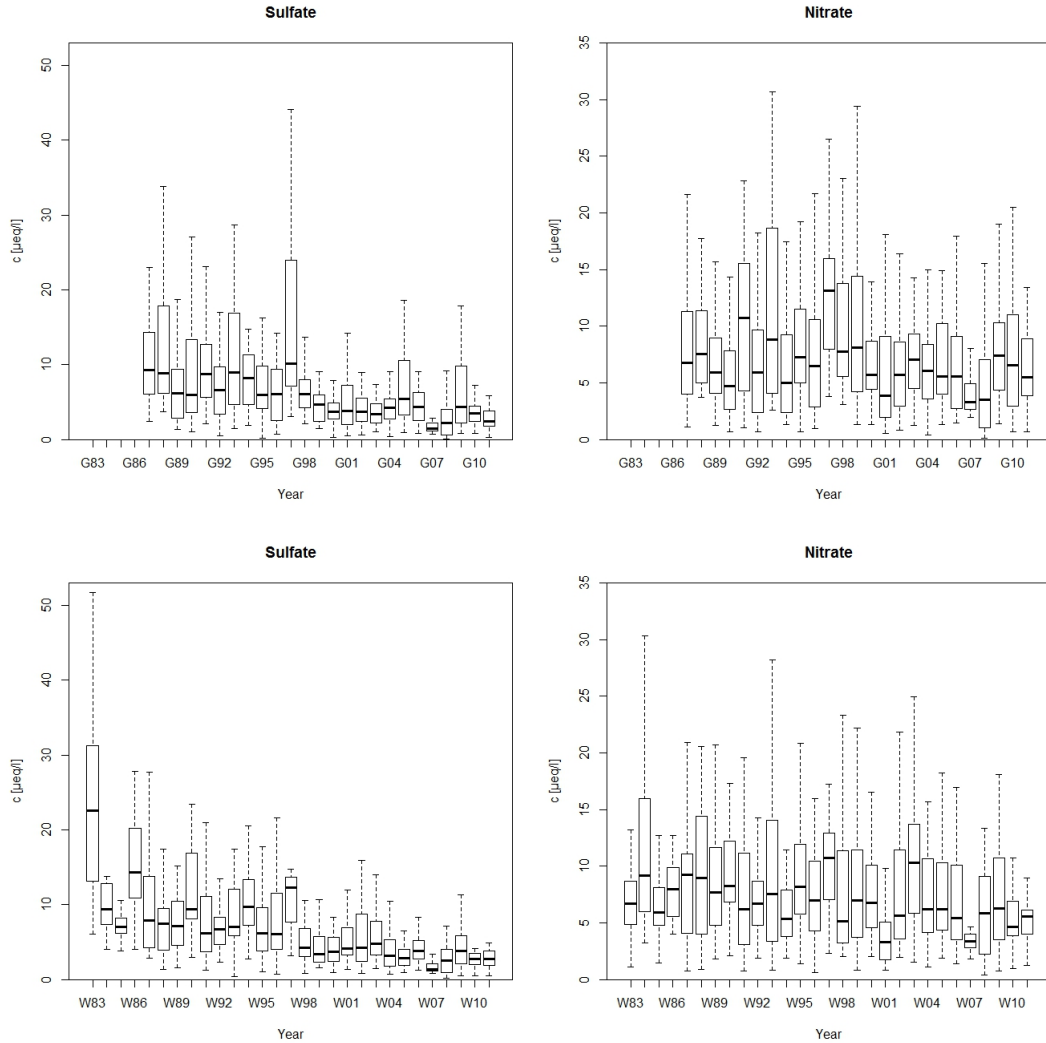 Sulfate
c [µeq/l]
0 10 20 30 40 50
G83 G86 G89 G92 G95 G98 G01 G04 G07 G10
Year
Nitrate
c [µeq/l]
0 5 10 15 20 25 30 35
G83 G86 G89 G92 G95 G98 G01 G04 G07 G10
Year
Sulfate
c [µeq/l]
0 10 20 30 40 50
W83 W86 W89 W92 W95 W98 W01 W04 W07 W10
Year
Nitrate
c [µeq/l]
0 5 10 15 20 25 30 35
W83 W86 W89 W92 W95 W98 W01 W04 W07 W10
Year